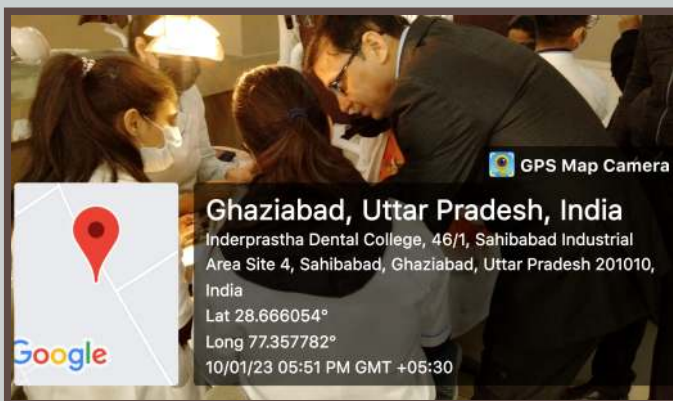 GPS Map Camera
Ghaziabad, Uttar Pradesh, India
Inderprastha Dental College, 46/1, Sahibabad Industrial
Area Site 4, Sahibabad, Ghaziabad, Uttar Pradesh 201010,
India
Lat 28.666054°
Long 77.357782°
10/01/23 05:51 PM GMT +05:30
Google